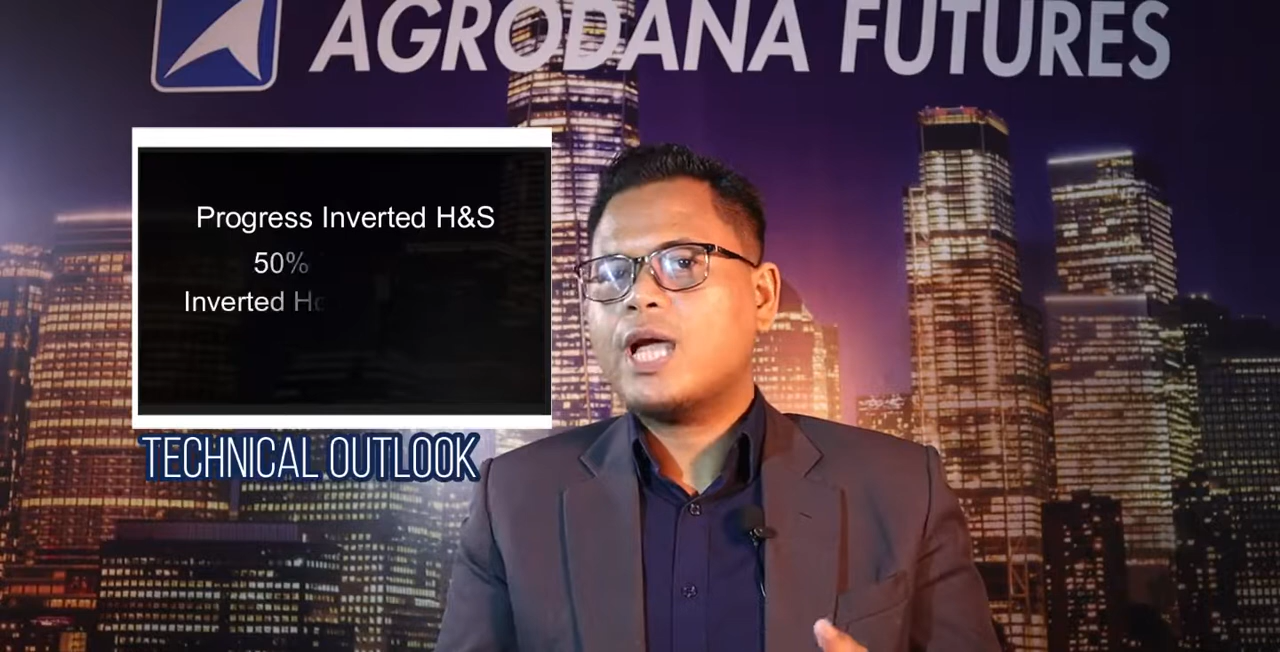 AGRODANA FUTURES
Progress Inverted H&S
50%
Inverted
TECHNICAL OUTLOOK